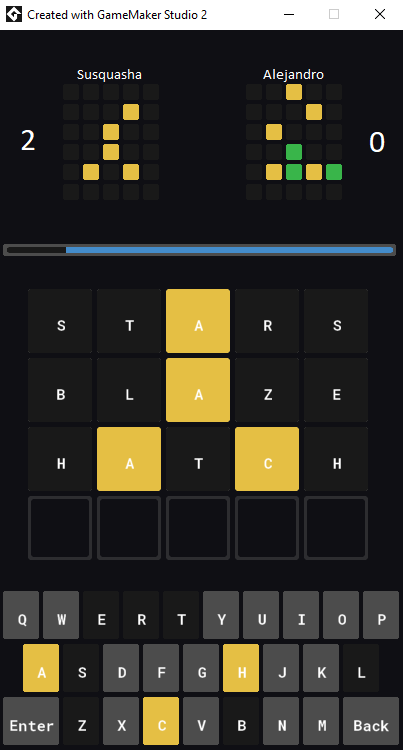 Created with GameMaker Studio 2
Susquasha Alejandro
2 0
S T A R S
B L A Z E
H A T C H
Q W E R T Y U I O P
A S D F G H J K L
Enter Z X C V B N M Back